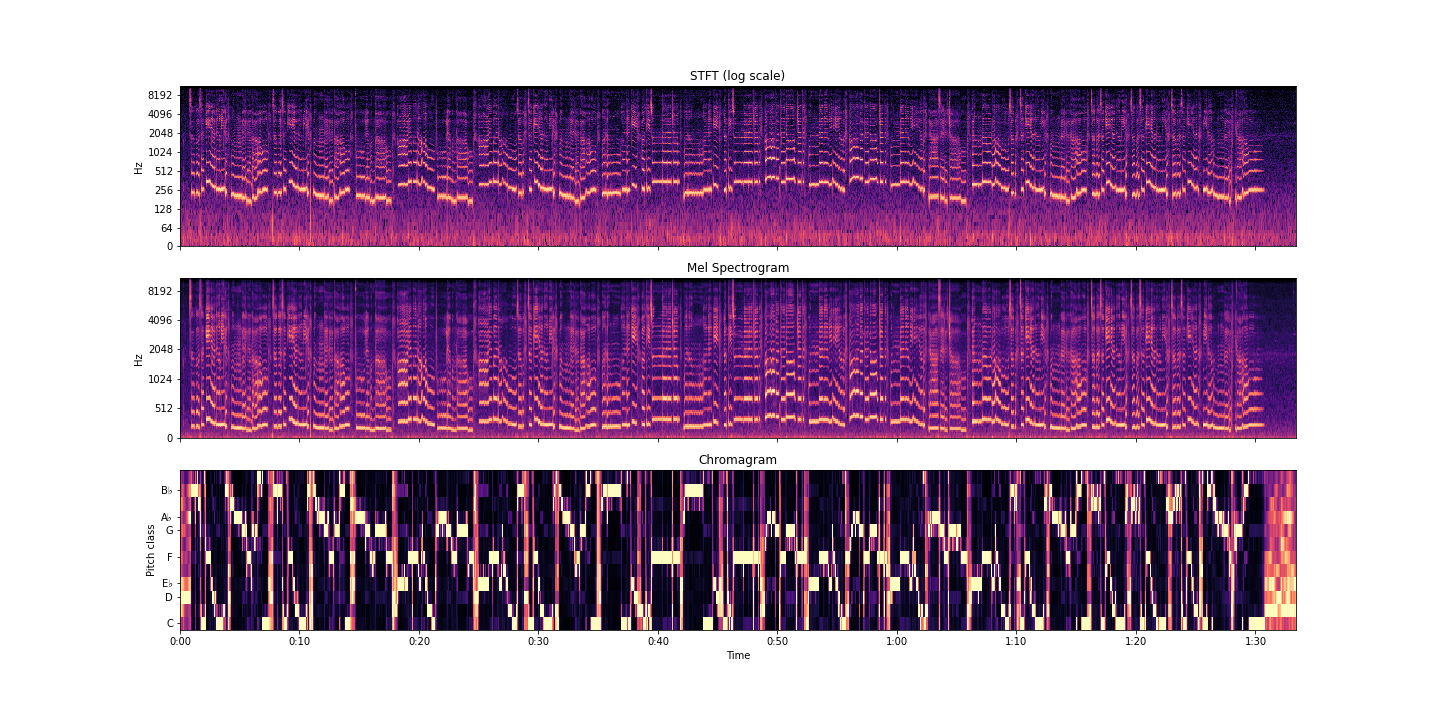 STFT (log scale)
8192
4096
2048
1024
512
256
128
64
0
Hz
Mel Spectrogram
8192
4096
2048
1024
512
0
Hz
Chromagram
B♭
A♭
G
F
E♭
D
C
Pitch class
0:00 0:10 0:20 0:30 0:40 0:50 1:00 1:10 1:20 1:30
Time